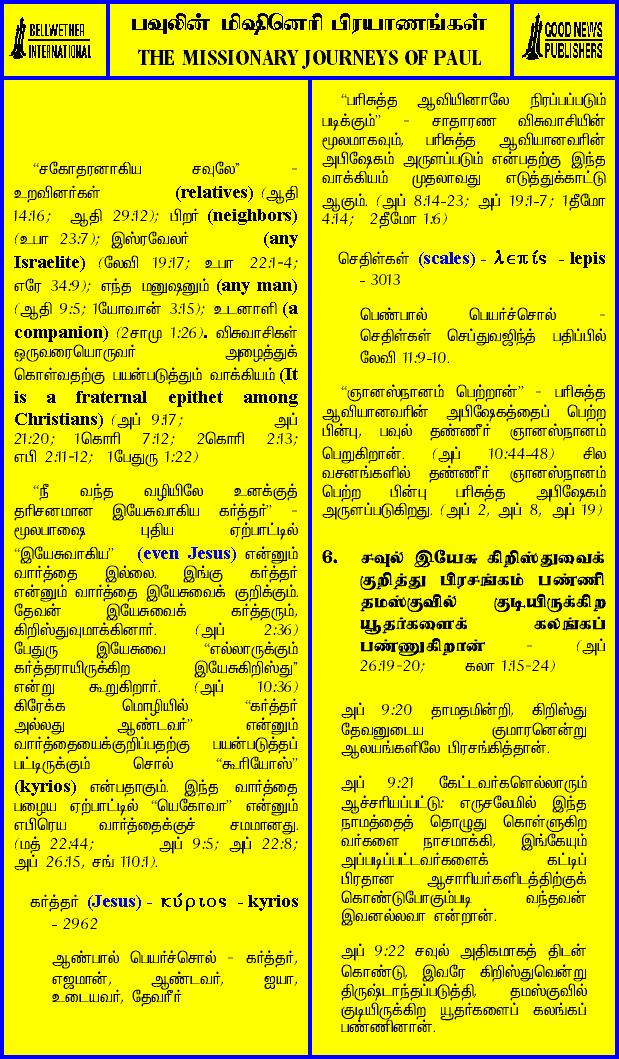 BELLWETHER
INTERNATIONAL
பவுலின் மிஷினெரி பிரயாணங்கள்
THE MISSIONARY JOURNEYS OF PAUL
GOOD NEWS
PUBLISHERS
“சகோதரனாகிய சவுலே” -
உறவினர்கள் (relatives) (ஆதி
14:16; ஆதி 29:12); பிறர் (neighbors)
(உபா 23:7); இஸ்ரவேலர் (any
Israelite) (லேவி 19:17; உபா 22:1-4;
எரே 34:9); எந்த மனுஷனும் (any man)
(ஆதி 9:5; 1யோவான் 3:15); உடனாளி (a
companion) (2சாமு 1:26). விசுவாசிகள்
ஒருவரையொருவர் அழைத்துக்
கொள்வதற்கு பயன்படுத்தும் வாக்கியம் (It
is a fraternal epithet among
Christians) (அப் 9:17; அப்
21:20; 1கொரி 7:12; 2கொரி 2:13;
எபி 2:11-12; 1பேதுரு 1:22)
“நீ வந்த வழியிலே உனக்குத்
தரிசனமான இயேசுவாகிய கர்த்தர்” -
மூலபாஷை புதிய ஏற்பாட்டில்
“இயேசுவாகிய” (even Jesus) என்னும்
வார்த்தை இல்லை. இங்கு கர்த்தர்
என்னும் வார்த்தை இயேசுவைக் குறிக்கும்.
தேவன் இயேசுவைக் கர்த்தரும்,
கிறிஸ்துவுமாக்கினார். (அப் 2:36)
பேதுரு இயேசுவை “எல்லாருக்கும்
கர்த்தராயிருக்கிற இயேசுகிறிஸ்து”
என்று கூறுகிறார். (அப் 10:36)
கிரேக்க மொழியில் “கர்த்தர்
அல்லது ஆண்டவர்” என்னும்
வார்த்தையைக்குறிப்பதற்கு பயன்படுத்தப்
பட்டிருக்கும் சொல் “கூரியோஸ்”
(kyrios) என்பதாகும். இந்த வார்த்தை
பழைய ஏற்பாட்டில் “யெகோவா” என்னும்
எபிரெய வார்த்தைக்குச் சமமானது.
(மத் 22:44; அப் 9:5; அப் 22:8;
அப் 26:15, சங் 110:1).
கர்த்தர் (Jesus) - κύριος - kyrios
- 2962
ஆண்பால் பெயர்ச்சொல் - கர்த்தர்,
எஜமான், ஆண்டவர், ஐயா,
உடையவர், தேவரீர்
“பரிசுத்த ஆவியினாலே நிரப்பப்படும்
படிக்கும்” - சாதாரண விசுவாசியின்
மூலமாகவும், பரிசுத்த ஆவியானவரின்
அபிஷேகம் அருளப்படும் என்பதற்கு இந்த
வாக்கியம் முதலாவது எடுத்துக்காட்டு
ஆகும். (அப் 8:14-23; அப் 19:1-7; 1தீமோ
4:14; 2தீமோ 1:6)
செதிள்கள் (scales) - λεπίς - lepis
- 3013
பெண்பால் பெயர்ச்சொல் -
செதிள்கள் செப்துவஜிந்த் பதிப்பில்
லேவி 11:9-10.
“ஞானஸ்நானம் பெற்றான்” - பரிசுத்த
ஆவியானவரின் அபிஷேகத்தைப் பெற்ற
பின்பு, பவுல் தண்ணீர் ஞானஸ்நானம்
பெறுகிறான். (அப் 10:44-48) சில
வசனங்களில் தண்ணீர் ஞானஸ்நானம்
பெற்ற பின்பு பரிசுத்த அபிஷேகம்
அருளப்படுகிறது. (அப் 2, அப் 8, அப் 19)
6. சவுல் இயேசு கிறிஸ்துவைக்
குறித்து பிரசங்கம் பண்ணி
தமஸ்குவில் குடியிருக்கிற
யூதர்களைக் கலங்கப்
பண்ணுகிறான் - (அப்
26:19-20; கலா 1:15-24)
அப் 9:20 தாமதமின்றி, கிறிஸ்து
தேவனுடைய குமாரனென்று
ஆலயங்களிலே பிரசங்கித்தான்.
அப் 9:21 கேட்டவர்களெல்லாரும்
ஆச்சரியப்பட்டு: எருசலேமில் இந்த
நாமத்தைத் தொழுது கொள்ளுகிற
வர்களை நாசமாக்கி, இங்கேயும்
அப்படிப்பட்டவர்களைக் கட்டிப்
பிரதான ஆசாரியர்களிடத்திற்குக்
கொண்டுபோகும்படி வந்தவன்
இவனல்லவா என்றான்.
அப் 9:22 சவுல் அதிகமாகத் திடன்
கொண்டு, இவரே கிறிஸ்துவென்று
திருஷ்டாந்தப்படுத்தி, தமஸ்குவில்
குடியிருக்கிற யூதர்களைப் கலங்கப்
பண்ணினான்.